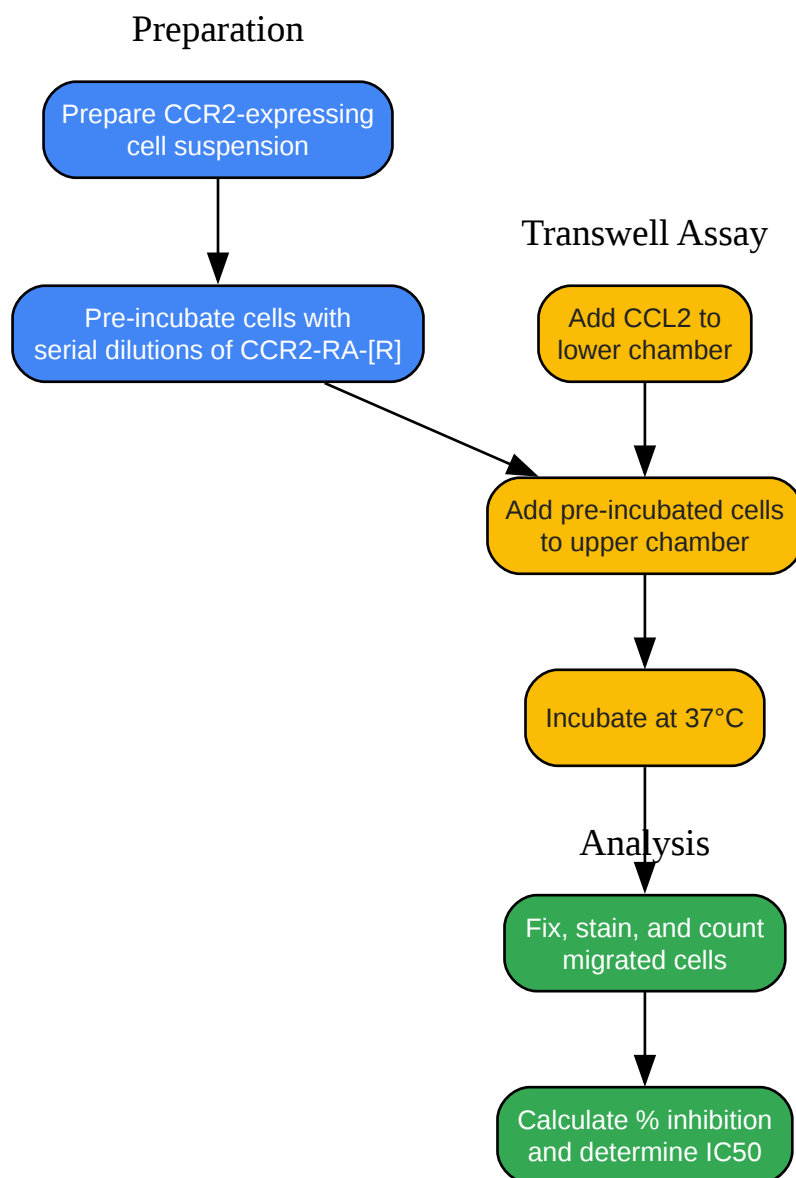 Preparation
Prepare CCR2-expressing
cell suspension
Pre-incubate cells with
serial dilutions of CCR2-RA-[R]
Transwell Assay
Add CCL2 to
lower chamber
Add pre-incubated cells
to upper chamber
Incubate at 37°C
Analysis
Fix, stain, and count
migrated cells
Calculate % inhibition
and determine IC50